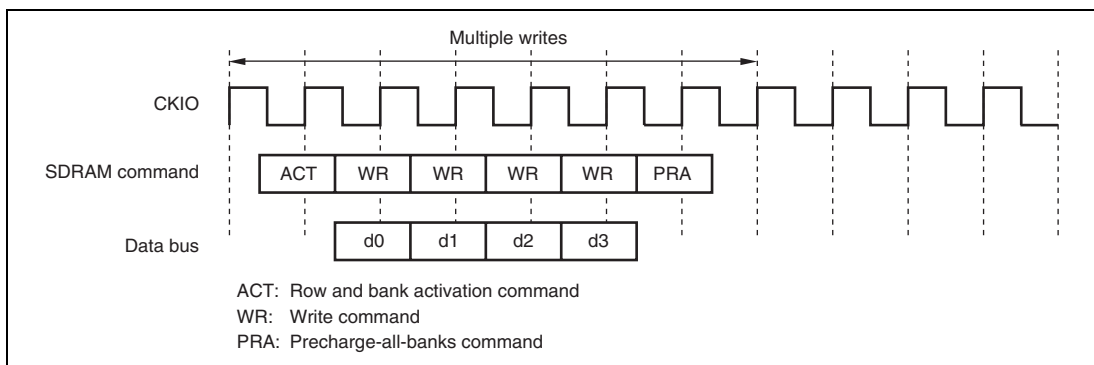 Multiple writes
CKIO
SDRAM command ACT WR WR WR WR PRA
Data bus d0 d1 d2 d3
ACT: Row and bank activation command
WR: Write command
PRA: Precharge-all-banks command